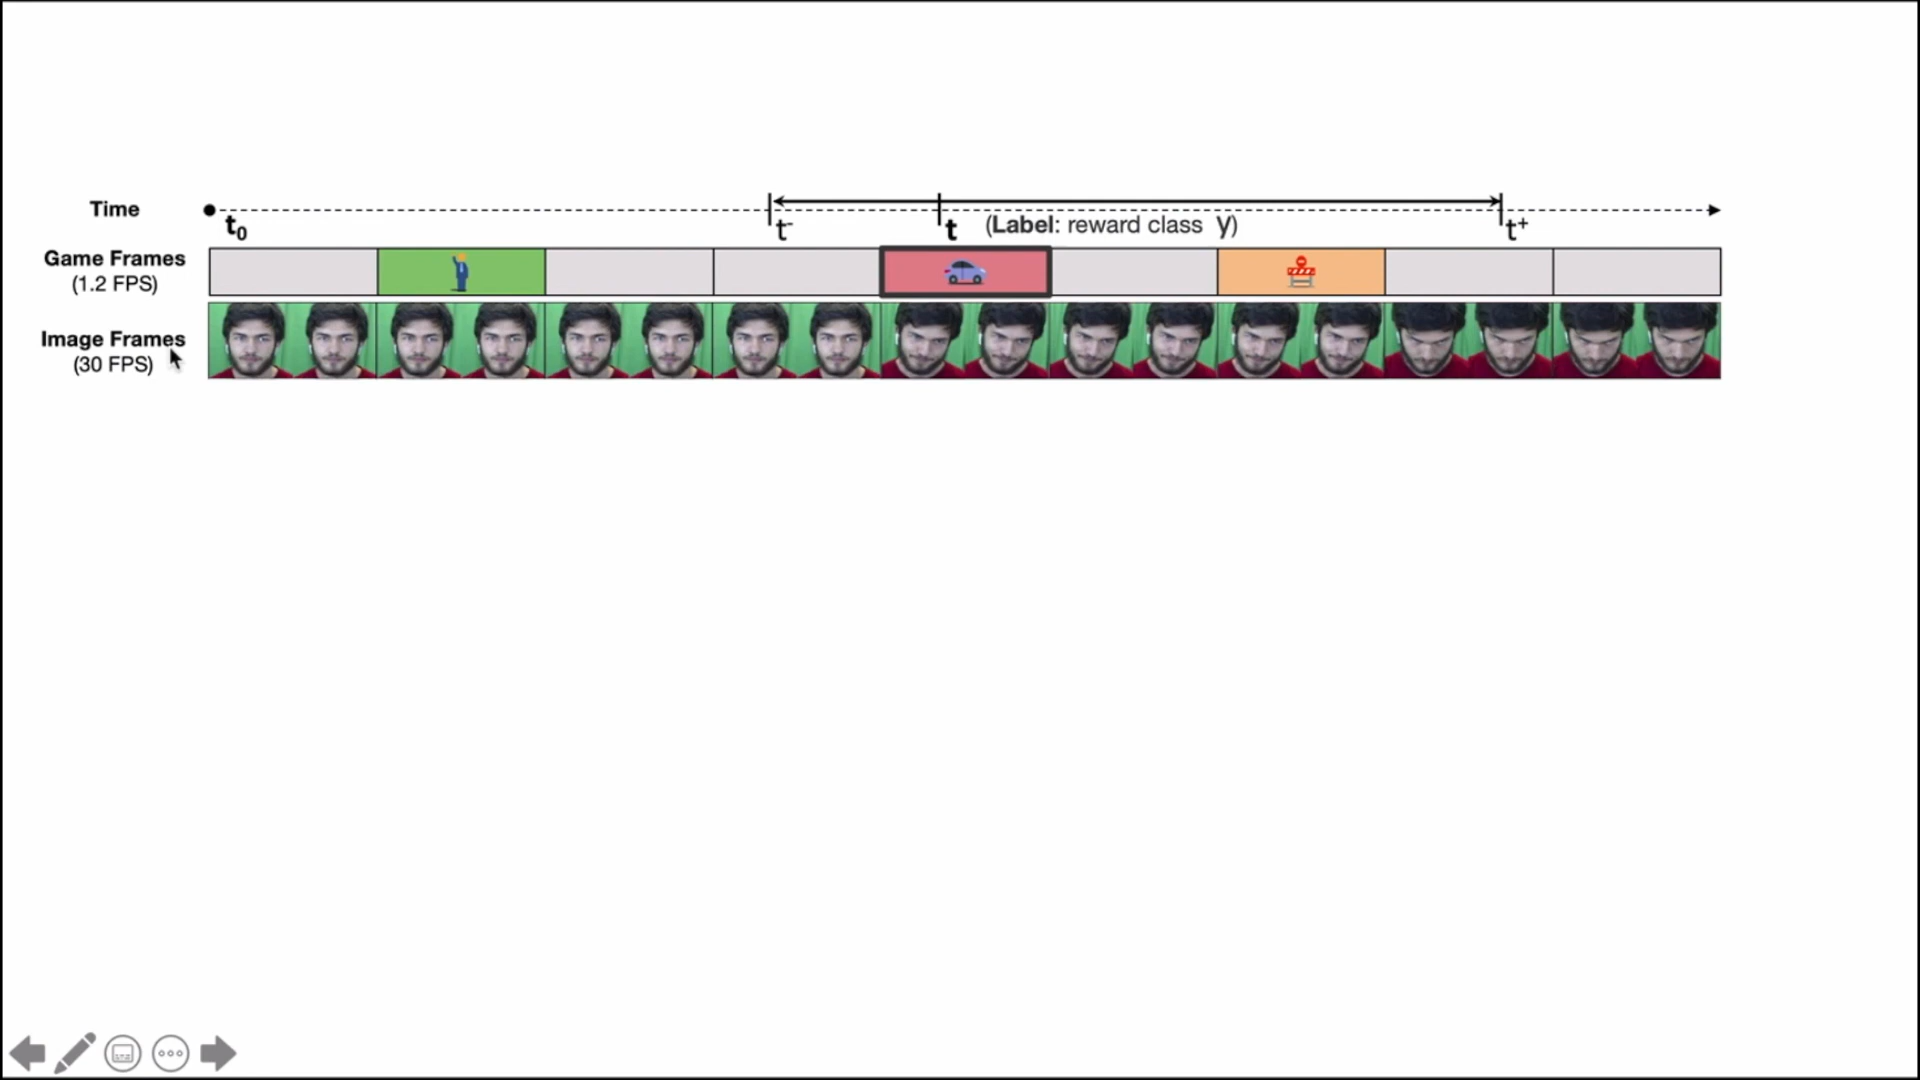 Time
t0
t-
t
(Label: reward class y)
t+
Game Frames
(1.2 FPS)
Image Frames
(30 FPS)